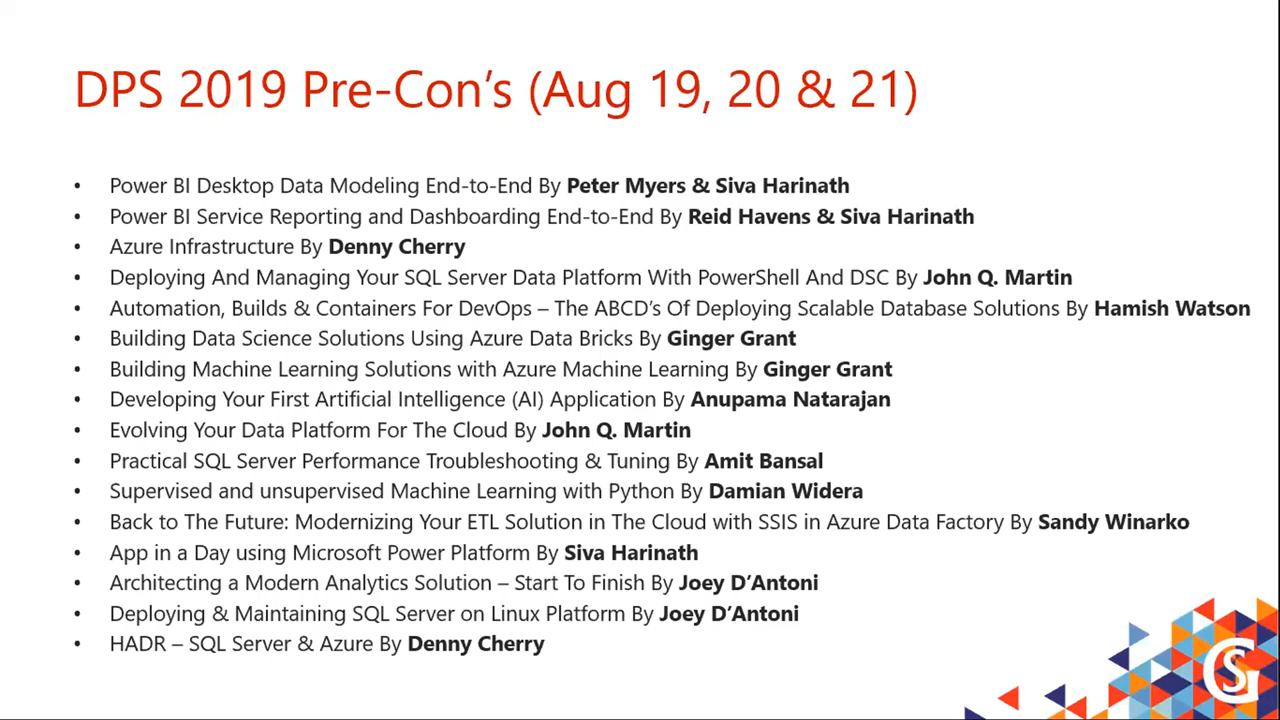 DPS 2019 Pre-Con’s (Aug 19, 20 & 21)
• Power BI Desktop Data Modeling End-to-End By Peter Myers & Siva Harinath
• Power BI Service Reporting and Dashboarding End-to-End By Reid Havens & Siva Harinath
• Azure Infrastructure By Denny Cherry
• Deploying And Managing Your SQL Server Data Platform With PowerShell And DSC By John Q. Martin
• Automation, Builds & Containers For DevOps – The ABCD’s Of Deploying Scalable Database Solutions By Hamish Watson
• Building Data Science Solutions Using Azure Data Bricks By Ginger Grant
• Building Machine Learning Solutions with Azure Machine Learning By Ginger Grant
• Developing Your First Artificial Intelligence (AI) Application By Anupama Natarajan
• Evolving Your Data Platform For The Cloud By John Q. Martin
• Practical SQL Server Performance Troubleshooting & Tuning By Amit Bansal
• Supervised and unsupervised Machine Learning with Python By Damian Widera
• Back to The Future: Modernizing Your ETL Solution in The Cloud with SSIS in Azure Data Factory By Sandy Winarko
• App in a Day using Microsoft Power Platform By Siva Harinath
• Architecting a Modern Analytics Solution – Start To Finish By Joey D’Antoni
• Deploying & Maintaining SQL Server on Linux Platform By Joey D’Antoni
• HADR – SQL Server & Azure By Denny Cherry